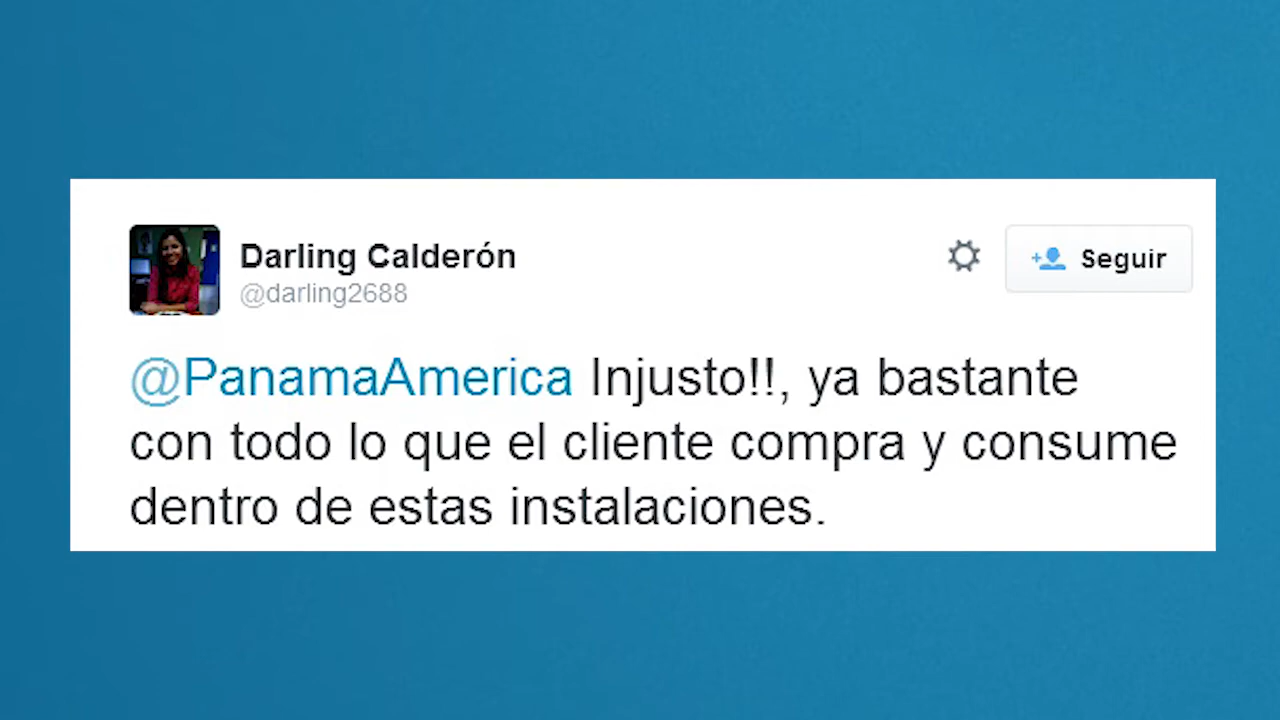 Darling Calderón
@darling2688
Seguir
@PanamaAmerica Injusto!!, ya bastante
con todo lo que el cliente compra y consume
dentro de estas instalaciones.